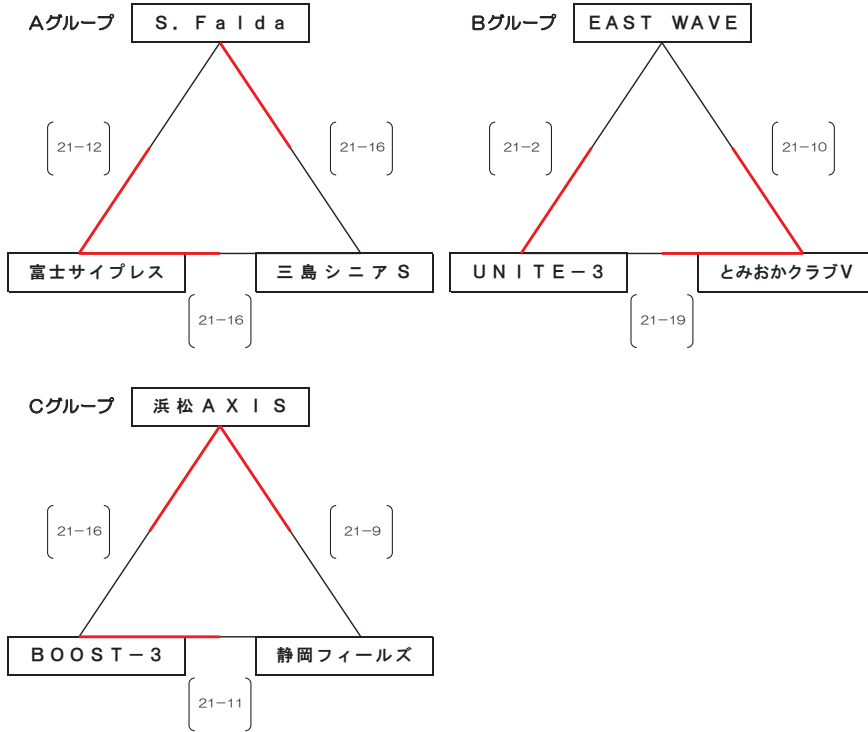 Aグループ
S．Falda
21-12
21-16
富士サイプレス
三島シニアS
21-16
Bグループ
EAST WAVE
21-2
21-10
UNITE－3
とみおかクラブV
21-19
Cグループ
浜松AXIS
21-16
21-9
BOOST－3
静岡フィールズ
21-11